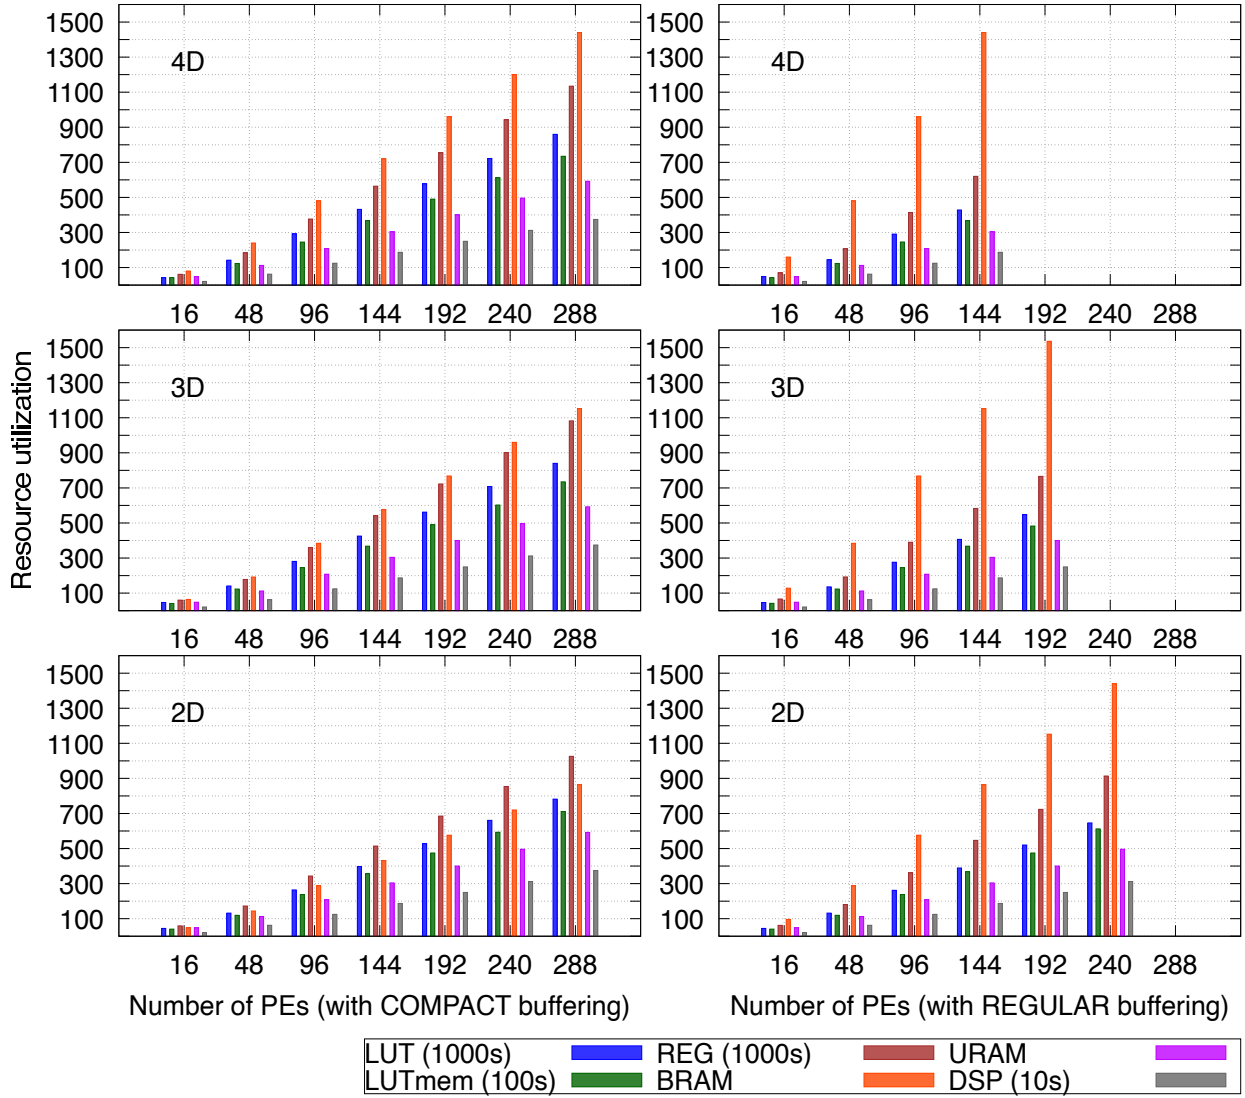 1500
1300
1100
900
700
500
300
100
4D
16 48 96 144 192 240 288
1500
1300
1100
900
700
500
300
100
4D
16 48 96 144 192 240 288
Resource utilization
1500
1300
1100
900
700
500
300
100
3D
16 48 96 144 192 240 288
1500
1300
1100
900
700
500
300
100
3D
16 48 96 144 192 240 288
1500
1300
1100
900
700
500
300
100
2D
16 48 96 144 192 240 288
Number of PEs (with COMPACT buffering)
1500
1300
1100
900
700
500
300
100
2D
16 48 96 144 192 240 288
Number of PEs (with REGULAR buffering)
LUT (1000s) REG (1000s) URAM
LUTmem (100s) BRAM DSP (10s)